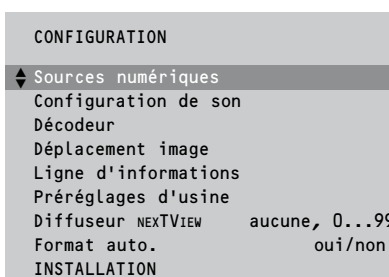 CONFIGURATION
Sources numériques
Configuration de son
Décodeur
Déplacement image
Ligne d'informations
Préréglages d'usine
Diffuseur NEXTVIEW aucune, 0...99
Format auto. oui/non
INSTALLATION